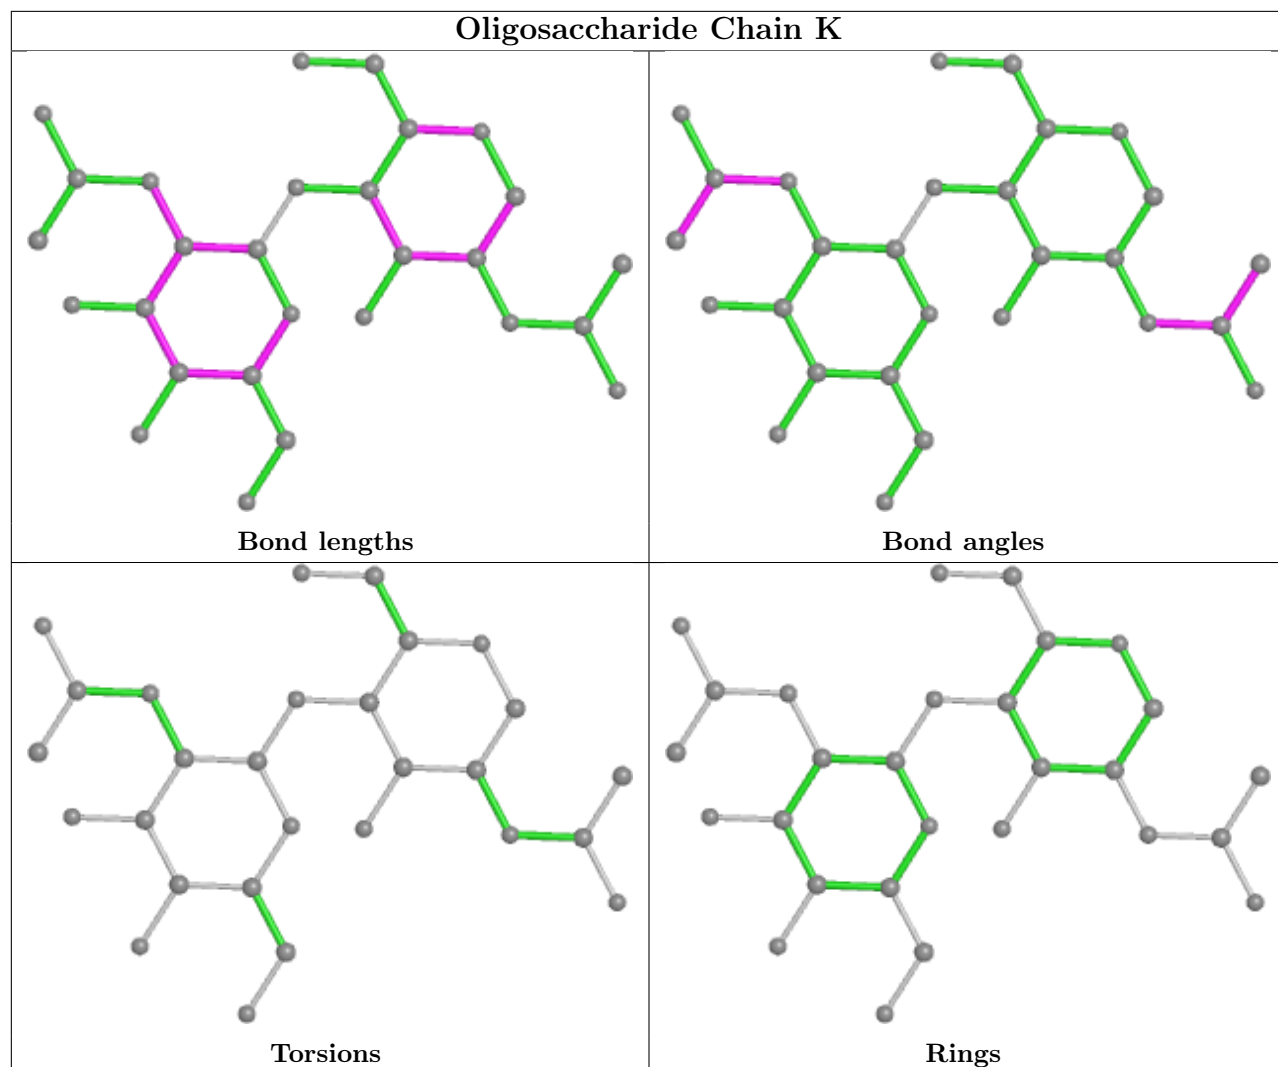 Oligosaccharide Chain K
Bond lengths
Bond angles
Torsions
Rings